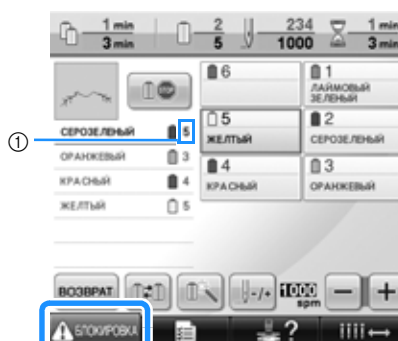 1 min
3 min
2
5
234
1000
1 min
3 min
6
1
ЛАЙМОВЫЙ
ЗЕЛЕНЫЙ
СЕРОЗЕЛЕНЫЙ 5
5
ЖЕЛТЫЙ
2
СЕРОЗЕЛЕНЫЙ
①
ОРАНЖЕВЫЙ 3
КРАСНЫЙ 4
4
КРАСНЫЙ
3
ОРАНЖЕВЫЙ
ЖЕЛТЫЙ 5
ВОЗВРАТ
-/+
1000
spm
−
+
БЛОКИРОВКА
?